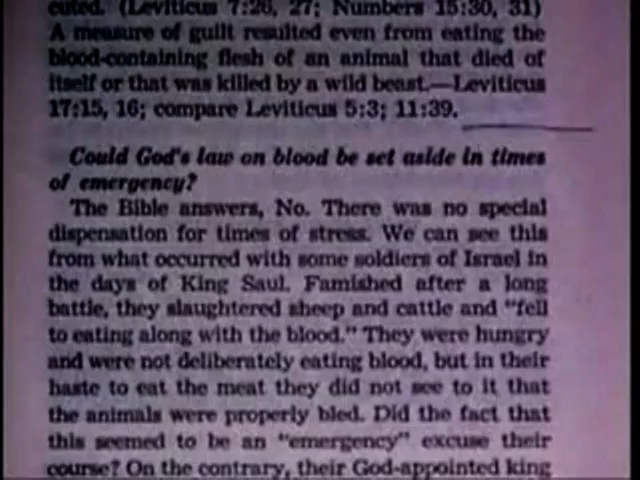 cuted. (Leviticus 7:26, 27; Numbers 15:30, 31)
A measure of guilt resulted even from eating the
blood-containing flesh of an animal that died of
itself or that was killed by a wild beast.—Leviticus
17:15, 16; compare Leviticus 5:3; 11:39.
Could God's law on blood be set aside in times
of emergency?
The Bible answers, No. There was no special
dispensation for times of stress. We can see this
from what occurred with some soldiers of Israel in
the days of King Saul. Famished after a long
battle, they slaughtered sheep and cattle and "fell
to eating along with the blood." They were hungry
and were not deliberately eating blood, but in their
haste to eat the meat they did not see to it that
the animals were properly bled. Did the fact that
this seemed to be an "emergency" excuse their
course? On the contrary, their God-appointed king